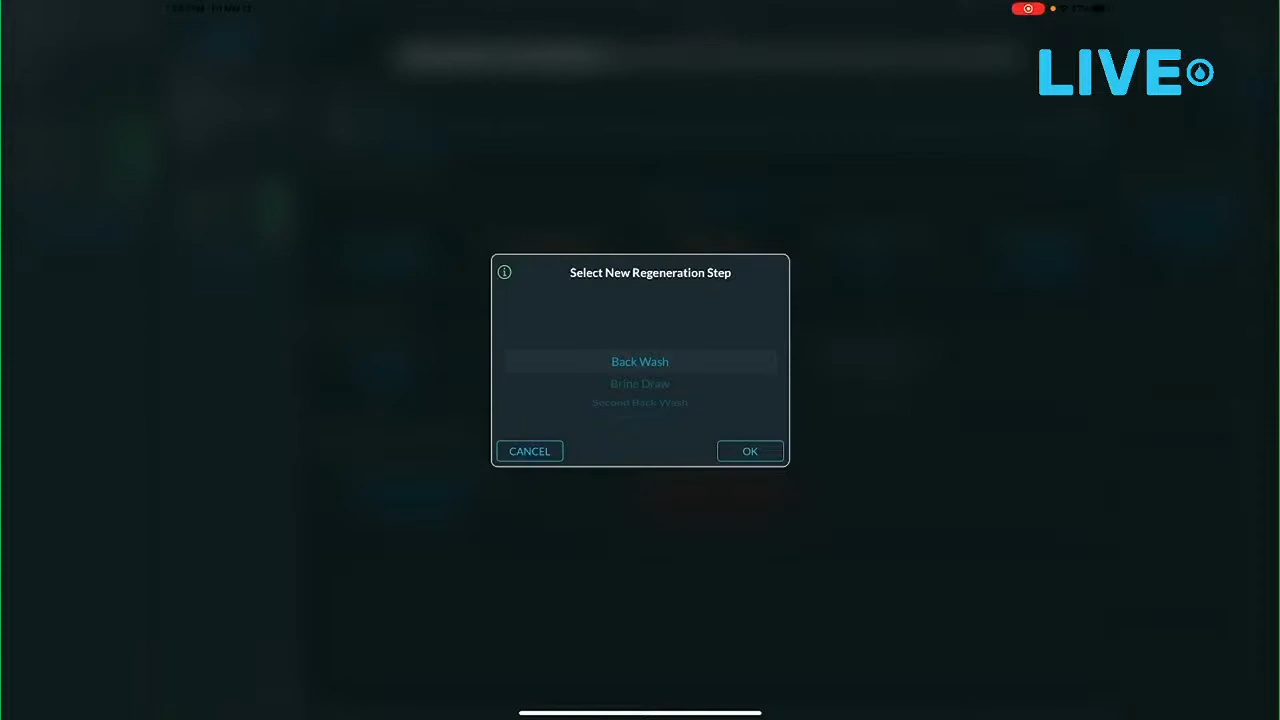 LIVE
Select New Regeneration Step
Back Wash
Brine Draw
Second Back Wash
CANCEL
OK